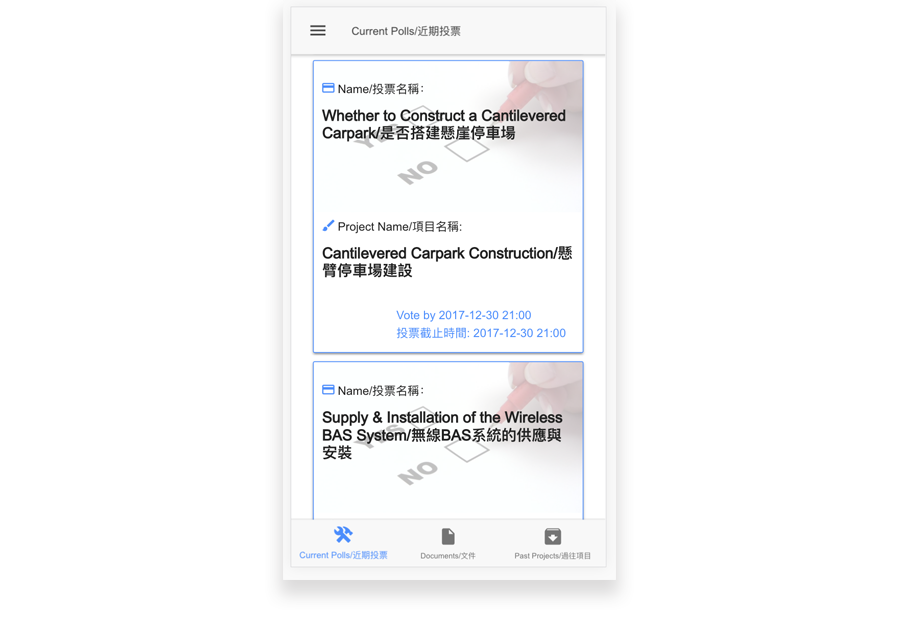 Current Polls/近期投票
Name/投票名稱:
Whether to Construct a Cantilevered
Carpark/是否搭建懸崖停車場
YES
NO
Project Name/項目名稱:
Cantilevered Carpark Construction/懸
臂停車場建設
Vote by 2017-12-30 21:00
投票截止時間: 2017-12-30 21:00
Name/投票名稱:
Supply & Installation of the Wireless
BAS System/無線BAS系統的供應與
安裝
YES
NO
Current Polls/近期投票
Documents/文件
Past Projects/過往項目